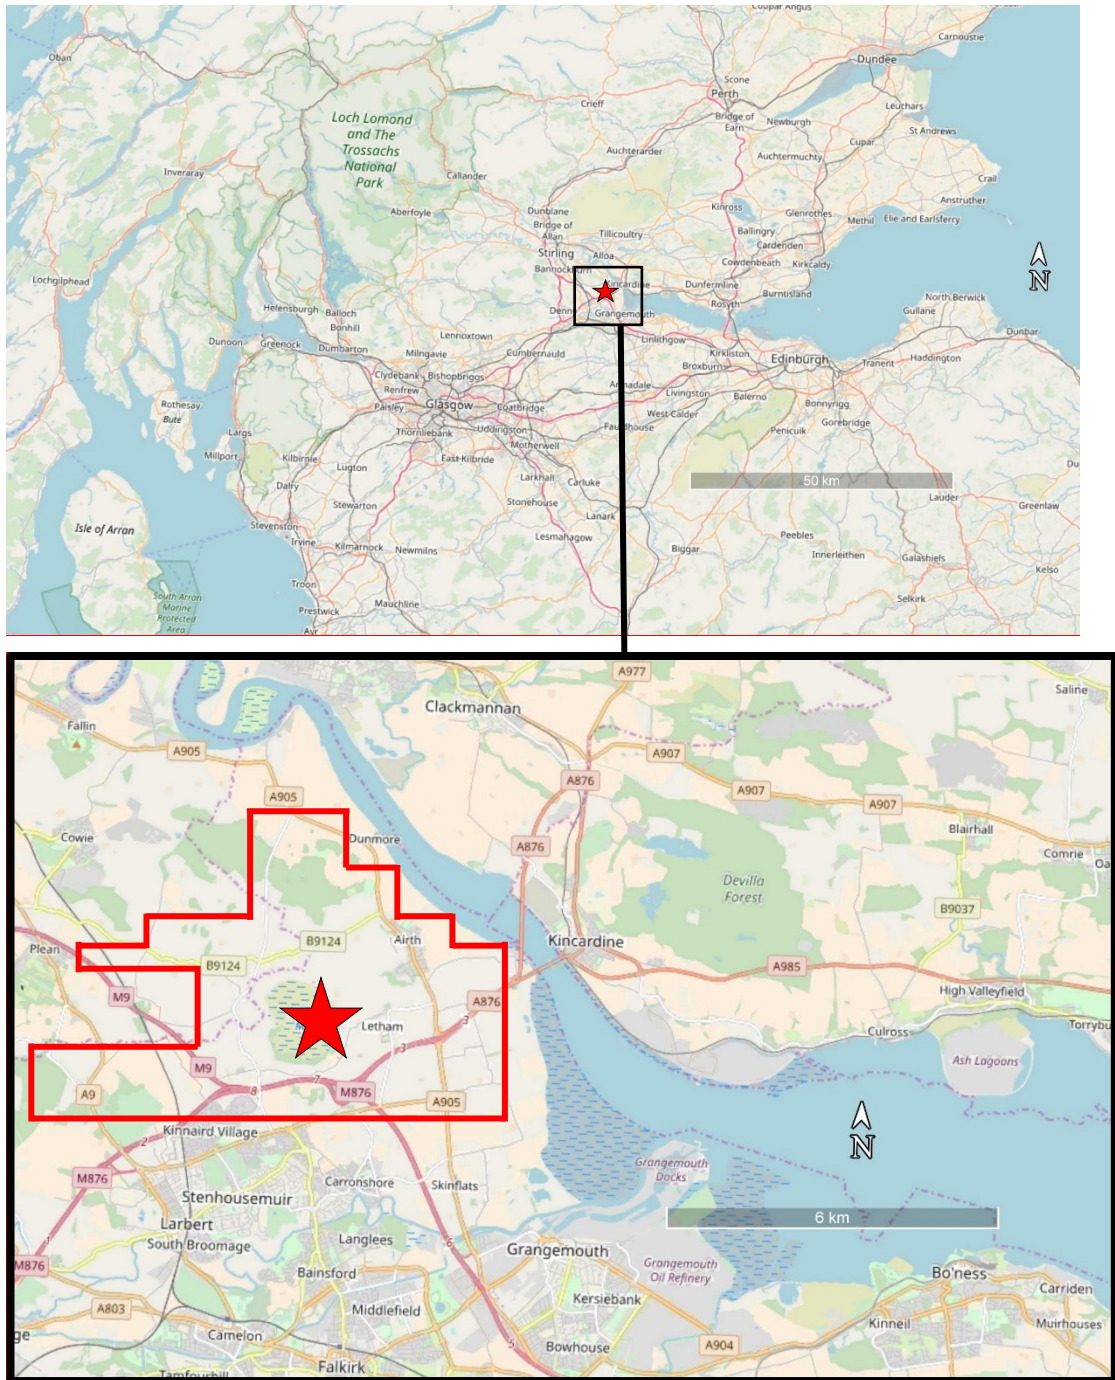 Coupar Angus
Carnoustie
Oban
Dundee
Scone
Perth
Crieff
Leuchars
Bridge of
Earn
Newburgh
Loch Lomond
and The
Trossachs
National
Park
St Andrews
Cupar
Auchterarder
Auchtermuchty
Inveraray
Callander
Crail
Anstruther
Aberfoyle
Dunblane
Kinross
Glenrothes
Methil
Elie and Earlsferry
Bridge of
Allan
Tillicoultry
Ballingry
Cardenden
Stirling
Alloa
Cowdenbeath
Kirkcaldy
N
Lochgilphead
Kincardine
Dunfermline
Burntisland
North Berwick
Rosyth
Gullane
Helensburgh
Balloch
Bonhill
Grangemouth
Dunbar
Dunoon
Greenock
Dumbarton
Lennoxtown
Milngavie
Cumbernauld
Linlithgow
Kirkliston
Edinburgh
Tranent
Haddington
Broxburn
Clydebank
Bishopbriggs
Renfrew
Livingston
Balerno
Bonnyrigg
Rothesay
Bute
Paisley
Glasgow
Coatbridge
West Calder
Gorebridge
Largs
Thornliebank
Uddingston
Penicuik
Motherwell
Millport
Kilbirnie
East Kilbride
Lugton
Larkhall
Carluke
50 km
Dalry
Stewarton
Stonehouse
Lauder
Lanark
Greenlaw
Isle of Arran
Stevenston
Irvine
Kilmarnock
Newmilns
Lesmahagow
Biggar
Peebles
Innerleithen
Galashiels
Kelso
Troon
Selkirk
South Arran
Marine
Protected
Area
Prestwick
Mauchline
Ayr
A977
Saline
Clackmannan
Fallin
A905
A907
A876
A907
A907
A905
Cowie
Dunmore
A876
Blairhall
Comrie
Devilla
Forest
B9037
Plean
B9124
Airth
Kincardine
B9124
A985
M9
A876
High Valleyfield
Letham
3
Culross
3
Ash Lagoons
M9
7
8
A9
M876
A905
Kinnaird Village
2
N
M876
Grangemouth
Docks
Carronshore
Skinflats
Stenhousemuir
Larbert
6 km
South Broomage
Langlees
1
6
Grangemouth
M876
Grangemouth
Oil Refinery
Bainsford
Bo'ness
Carriden
A803
Middlefield
Kersiebank
Kinneil
Muirhouses
Camelon
5
Bowhouse
A904
Falkirk